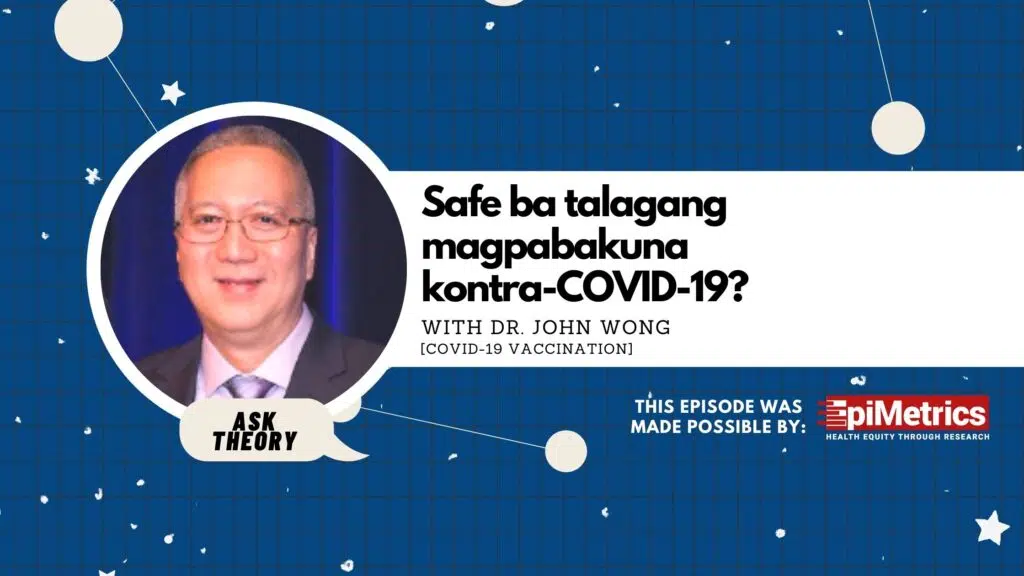 Safe ba talagang
magpabakuna
kontra-COVID-19?
WITH DR. JOHN WONG
[COVID-19 VACCINATION]
ASK
THEORY
THIS EPISODE WAS
MADE POSSIBLE BY:
EpiMetrics
HEALTH EQUITY THROUGH RESEARCH